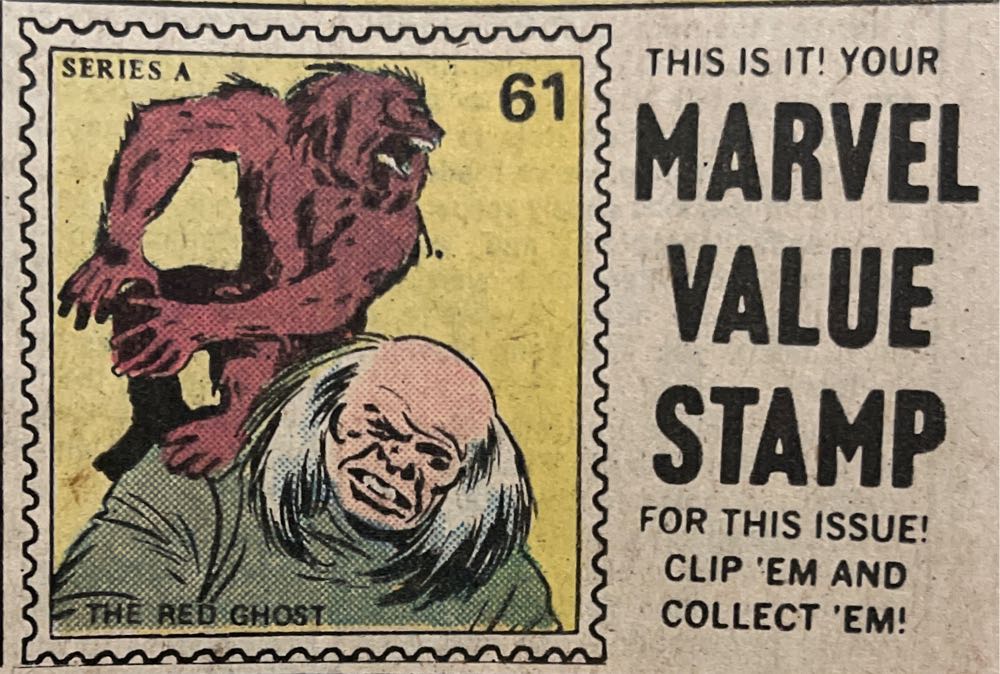 SERIES A
61
THE RED GHOST
THIS IS IT! YOUR
MARVEL
VALUE
STAMP
FOR THIS ISSUE!
CLIP 'EM AND
COLLECT 'EM!